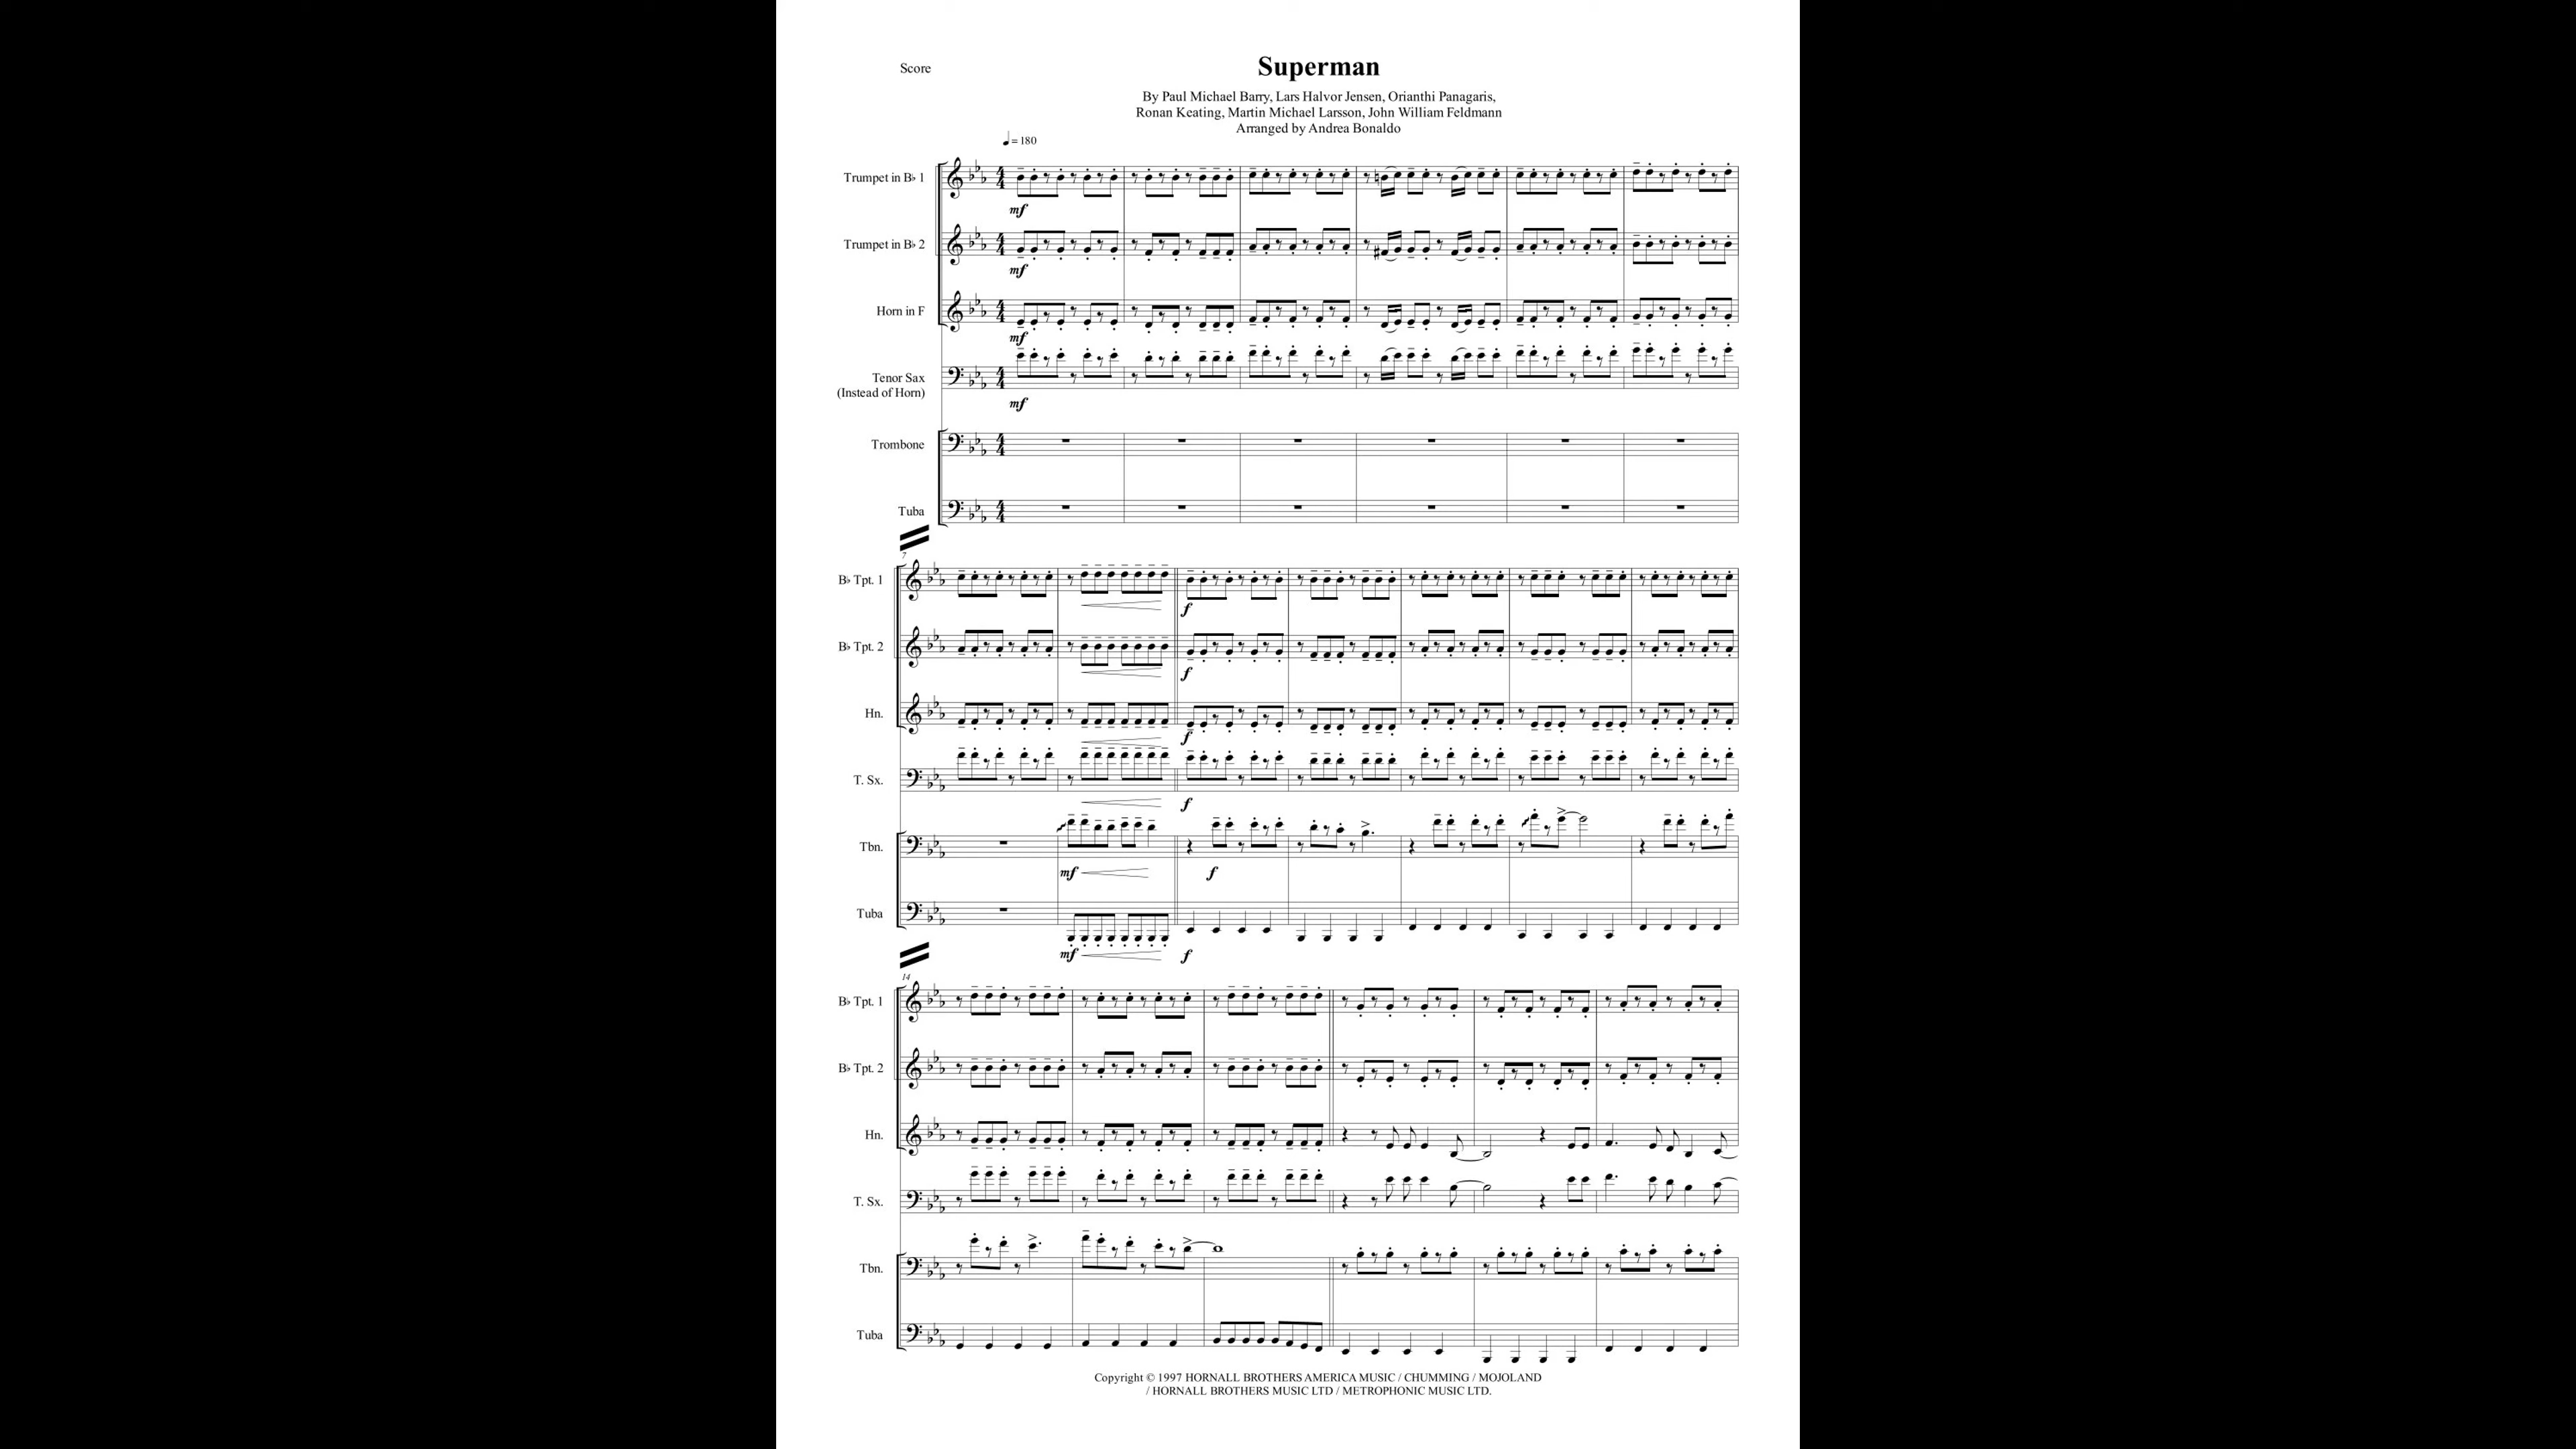 Score
Superman
By Paul Michael Barry, Lars Halvor Jensen, Orianthi Panagaris,
Ronan Keating, Martin Michael Larsson, John William Feldmann
Arranged by Andrea Bonaldo
♩ = 180
Trumpet in B♭ 1
mf
Trumpet in B♭ 2
mf
Horn in F
mf
Tenor Sax
(Instead of Horn)
mf
Trombone
Tuba
7
B♭ Tpt. 1
f
B♭ Tpt. 2
f
Hn.
f
T. Sx.
f
Tbn.
mf f
Tuba
mf f
14
B♭ Tpt. 1
B♭ Tpt. 2
Hn.
T. Sx.
Tbn.
Tuba
Copyright © 1997 HORNALL BROTHERS AMERICA MUSIC / CHUMMING / MOJOLAND
/ HORNALL BROTHERS MUSIC LTD / METROPHONIC MUSIC LTD.